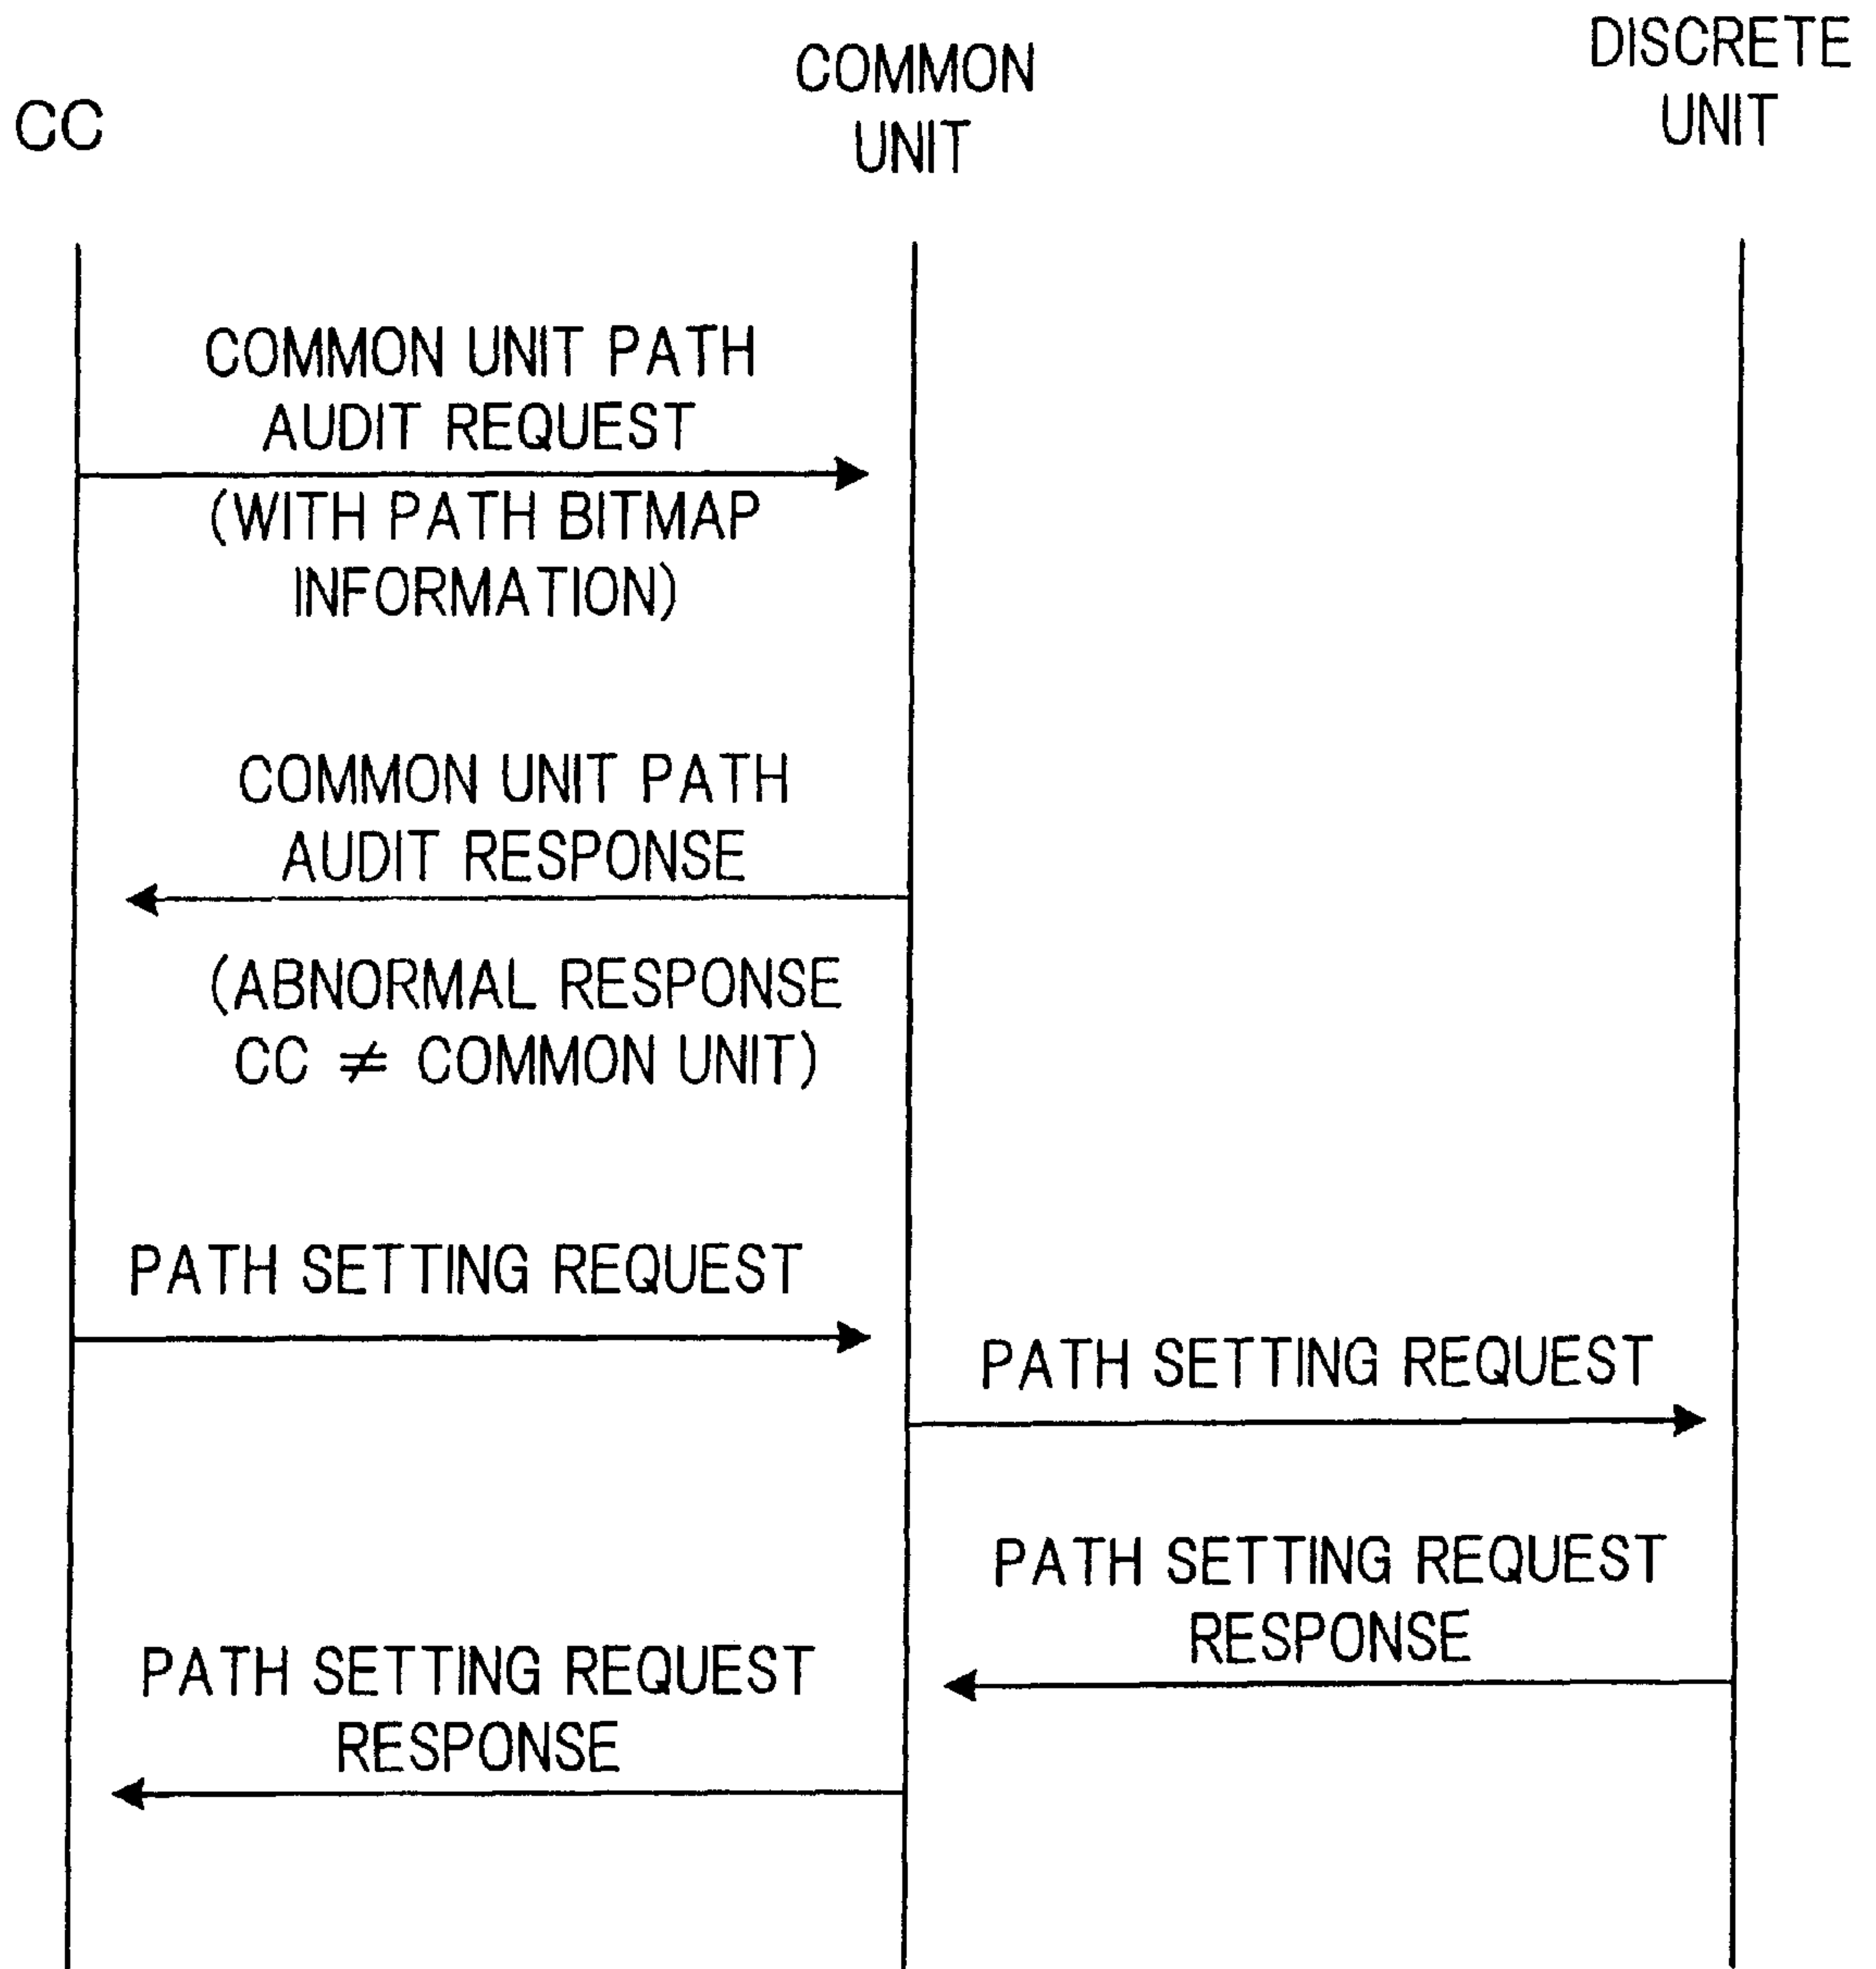 CC
COMMON
UNIT
DISCRETE
UNIT
COMMON UNIT PATH
AUDIT REQUEST
(WITH PATH BITMAP
INFORMATION)
COMMON UNIT PATH
AUDIT RESPONSE
(ABNORMAL RESPONSE
CC ≠ COMMON UNIT)
PATH SETTING REQUEST
PATH SETTING REQUEST
PATH SETTING REQUEST
RESPONSE
PATH SETTING REQUEST
RESPONSE